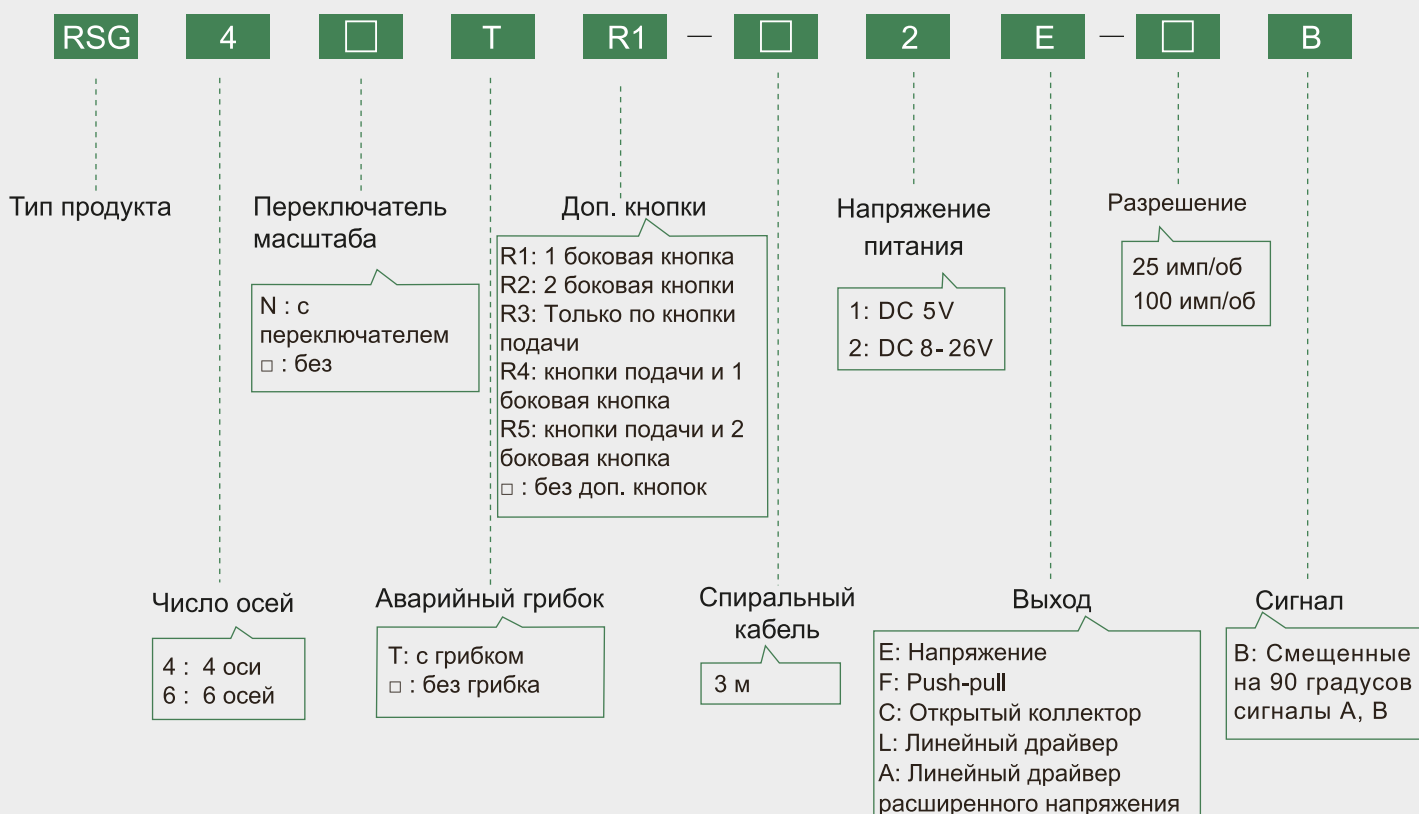 RSG 4 □ T R1 — □ 2 E — □ B
Тип продукта
Переключатель
масштаба
N : с
переключателем
□ : без
Доп. кнопки
R1: 1 боковая кнопка
R2: 2 боковая кнопки
R3: Только по кнопки
подачи
R4: кнопки подачи и 1
боковая кнопка
R5: кнопки подачи и 2
боковая кнопка
□ : без доп. кнопок
Напряжение
питания
1: DC 5V
2: DC 8-26V
Разрешение
25 имп/об
100 имп/об
Число осей
4 : 4 оси
6 : 6 осей
Аварийный грибок
T: с грибком
□ : без грибка
Спиральный
кабель
3 м
Выход
E: Напряжение
F: Push-pull
C: Открытый коллектор
L: Линейный драйвер
A: Линейный драйвер
расширенного напряжения
Сигнал
B: Смещенные
на 90 градусов
сигналы A, B